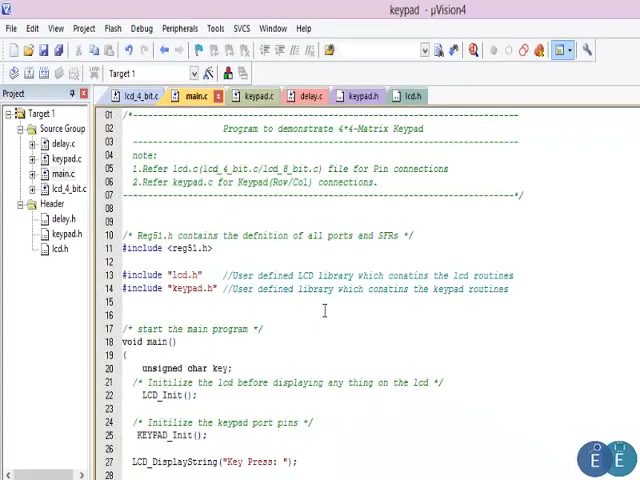 keypad - µVision4
File Edit View Project Flash Debug Peripherals Tools SVCS Window Help
Target 1
Project
lcd_4_bit.c main.c keypad.c delay.c keypad.h lcd.h
Target 1
Source Group
delay.c
keypad.c
main.c
lcd_4_bit.c
Header
delay.h
keypad.h
lcd.h
01 /*----------------------------------------------------------------
02 Program to demonstrate 4*4-Matrix Keypad
03 ----------------------------------------------------------------
04 note:
05 1.Refer lcd.c(lcd_4_bit.c/lcd_8_bit.c) file for Pin connections
06 2.Refer keypad.c for Keypad(Row/Col) connections.
07 ----------------------------------------------------------------*/
08
09
10 /* Reg51.h contains the defnition of all ports and SFRs */
11 #include <reg51.h>
12
13 #include "lcd.h" //User defined LCD library which conatins the lcd routines
14 #include "keypad.h" //User defined library which conatins the keypad routines
15
16
17 /* start the main program */
18 void main()
19 {
20 unsigned char key;
21 /* Initilize the lcd before displaying any thing on the lcd */
22 LCD_Init();
23
24 /* Initilize the keypad port pins */
25 KEYPAD_Init();
26
27 LCD_DisplayString("Key Press: ");
28
E E